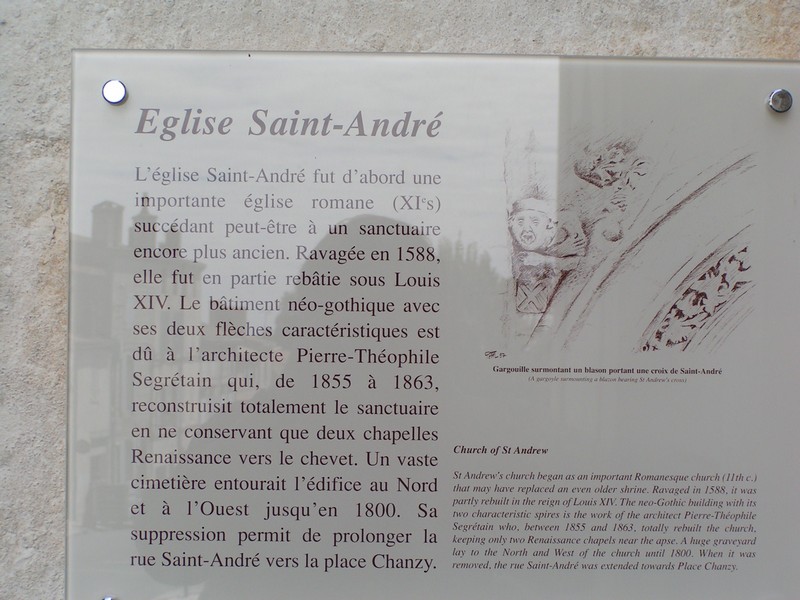 Eglise Saint-André
L'église Saint-André fut d'abord une
importante église romane (XIes)
succédant peut-être à un sanctuaire
encore plus ancien. Ravagée en 1588,
elle fut en partie rebâtie sous Louis
XIV. Le bâtiment néo-gothique avec
ses deux flèches caractéristiques est
dû à l'architecte Pierre-Théophile
Segrétain qui, de 1855 à 1863,
reconstruisit totalement le sanctuaire
en ne conservant que deux chapelles
Renaissance vers le chevet. Un vaste
cimetière entourait l'édifice au Nord
et à l'Ouest jusqu'en 1800. Sa
suppression permit de prolonger la
rue Saint-André vers la place Chanzy.
Gargouille surmontant un blason portant une croix de Saint-André
(A gargoyle surmounting a blazon bearing St Andrew's cross)
Church of St Andrew
St Andrew's church began as an important Romanesque church (11th c.)
that may have replaced an even older shrine. Ravaged in 1588, it was
partly rebuilt in the reign of Louis XIV. The neo-Gothic building with its
two characteristic spires is the work of the architect Pierre-Théophile
Segrétain who, between 1855 and 1863, totally rebuilt the church,
keeping only two Renaissance chapels near the apse. A huge graveyard
lay to the North and West of the church until 1800. When it was
removed, the rue Saint-André was extended towards Place Chanzy.